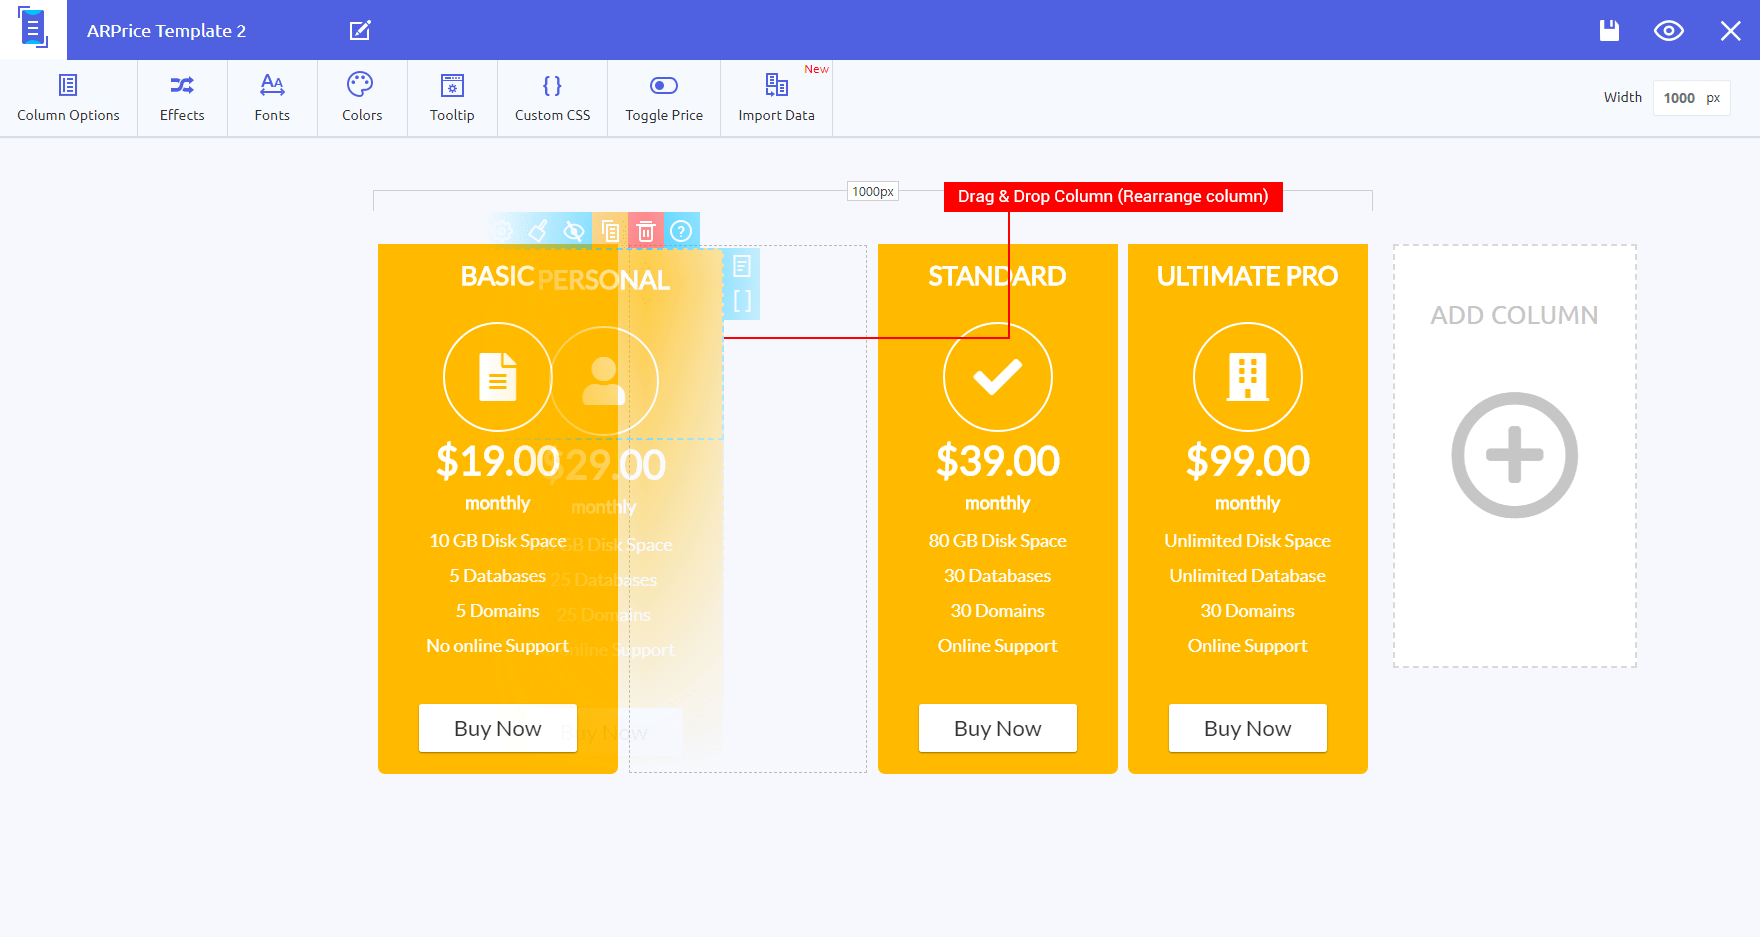 ARPrice Template 2
Column Options
Effects
Fonts
Colors
Tooltip
Custom CSS
Toggle Price
Import Data
New
Width 1000 px
1000px
Drag & Drop Column (Rearrange column)
BASIC
$19.00
monthly
10 GB Disk Space
5 Databases
5 Domains
No online Support
Buy Now
PERSONAL
$29.00
monthly
GB Disk Space
25 Databases
25 Domains
online Support
Buy Now
STANDARD
$39.00
monthly
80 GB Disk Space
30 Databases
30 Domains
Online Support
Buy Now
ULTIMATE PRO
$99.00
monthly
Unlimited Disk Space
Unlimited Database
30 Domains
Online Support
Buy Now
ADD COLUMN